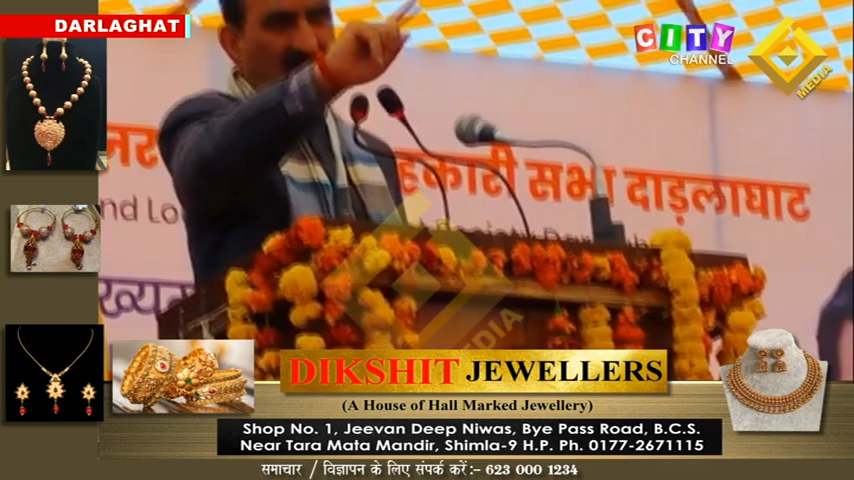 DARLAGHAT
CITY
CHANNEL
MEDIA
हकारी सभा दाड़लाघाट
nd Lo
MEDIA
DIKSHIT JEWELLERS
(A House of Hall Marked Jewellery)
Shop No. 1, Jeevan Deep Niwas, Bye Pass Road, B.C.S.
Near Tara Mata Mandir, Shimla-9 H.P. Ph. 0177-2671115
समाचार / विज्ञापन के लिए संपर्क करें:- 623 000 1234